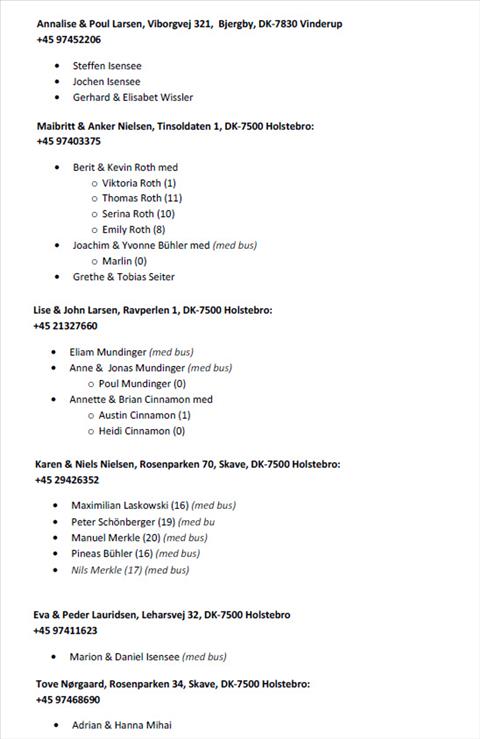 Annalise & Poul Larsen, Viborgvej 321,  Bjergby, DK-7830 Vinderup
+45 97452206
• Steffen Isensee
• Jochen Isensee
• Gerhard & Elisabet Wissler
Maibritt & Anker Nielsen, Tinsoldaten 1, DK-7500 Holstebro:
+45 97403375
• Berit & Kevin Roth med
o Viktoria Roth (1)
o Thomas Roth (11)
o Serina Roth (10)
o Emily Roth (8)
• Joachim & Yvonne Bühler med (med bus)
o Marlin (0)
• Grethe & Tobias Seiter
Lise & John Larsen, Ravperlen 1, DK-7500 Holstebro:
+45 21327660
• Eliam Mundinger (med bus)
• Anne &  Jonas Mundinger (med bus)
o Poul Mundinger (0)
• Annette & Brian Cinnamon med
o Austin Cinnamon (1)
o Heidi Cinnamon (0)
Karen & Niels Nielsen, Rosenparken 70, Skave, DK-7500 Holstebro:
+45 29426352
• Maximilian Laskowski (16) (med bus)
• Peter Schönberger (19) (med bu
• Manuel Merkle (20) (med bus)
• Pineas Bühler (16) (med bus)
• Nils Merkle (17) (med bus)
Eva & Peder Lauridsen, Leharsvej 32, DK-7500 Holstebro
+45 97411623
• Marion & Daniel Isensee (med bus)
Tove Nørgaard, Rosenparken 34, Skave, DK-7500 Holstebro:
+45 97468690
• Adrian & Hanna Mihai